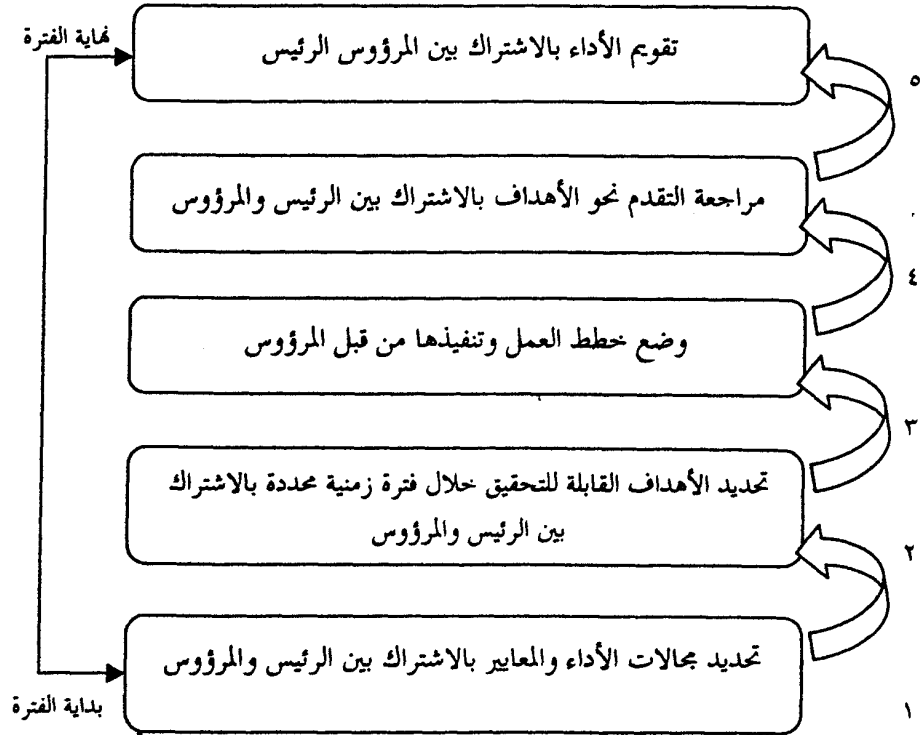 نهاية الفترة
تقويم الأداء بالاشتراك بين المرؤوس الرئيس
٥
مراجعة التقدم نحو الأهداف بالاشتراك بين الرئيس والمرؤوس
٤
وضع خطط العمل وتنفيذها من قبل المرؤوس
٣
تحديد الأهداف القابلة للتحقيق خلال فترة زمنية محددة بالاشتراك
بين الرئيس والمرؤوس
٢
تحديد مجالات الأداء والمعايير بالاشتراك بين الرئيس والمرؤوس
بداية الفترة
١